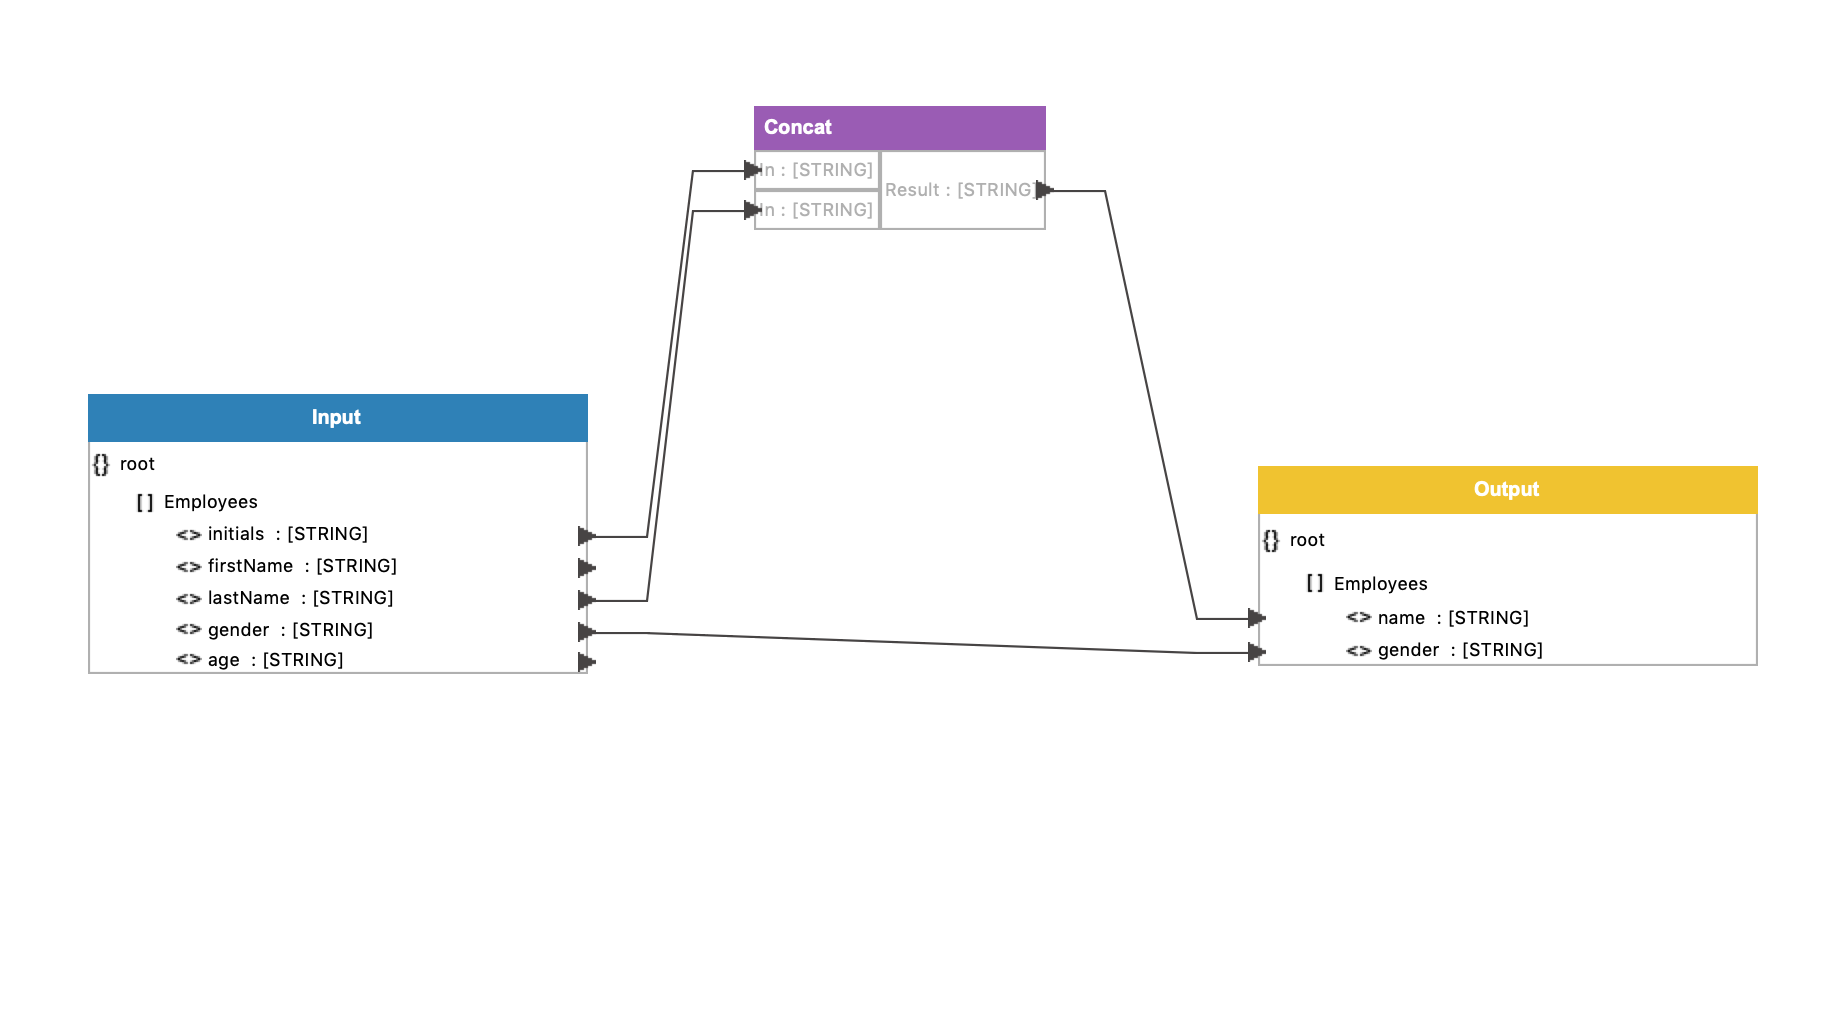 Concat
In : [STRING]
In : [STRING]
Result : [STRING]
Input
{} root
[ ] Employees
<> initials : [STRING]
<> firstName : [STRING]
<> lastName : [STRING]
<> gender : [STRING]
<> age : [STRING]
Output
{} root
[ ] Employees
<> name : [STRING]
<> gender : [STRING]